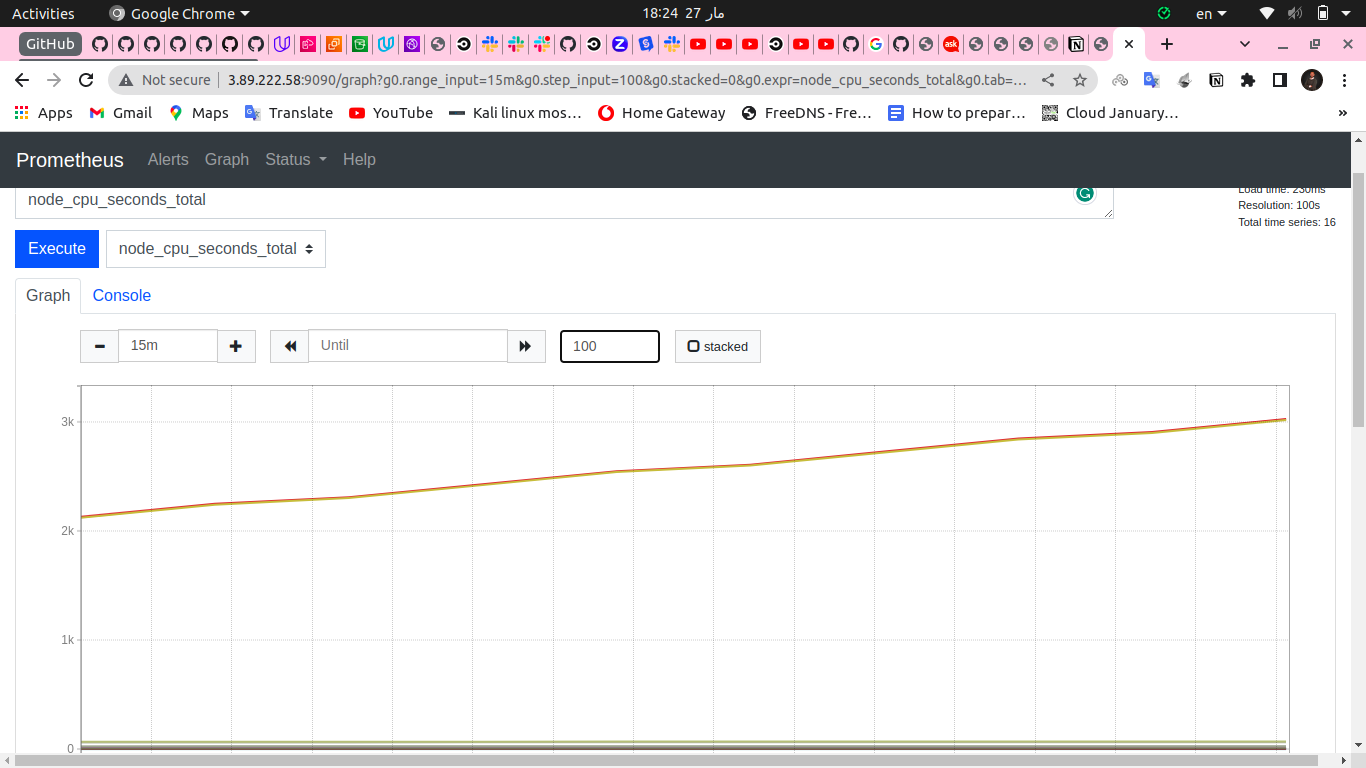 Activities Google Chrome 18:24 27 مار en
GitHub
Not secure 3.89.222.58:9090/graph?g0.range_input=15m&g0.step_input=100&g0.stacked=0&g0.expr=node_cpu_seconds_total&g0.tab=…
Apps Gmail Maps Translate YouTube Kali linux mos… Home Gateway FreeDNS - Fre… How to prepar… Cloud January… »
Prometheus Alerts Graph Status Help
Load time: 230ms
node_cpu_seconds_total
Resolution: 100s
Total time series: 16
Execute node_cpu_seconds_total
Graph Console
15m Until 100 stacked
3k
2k
1k
0